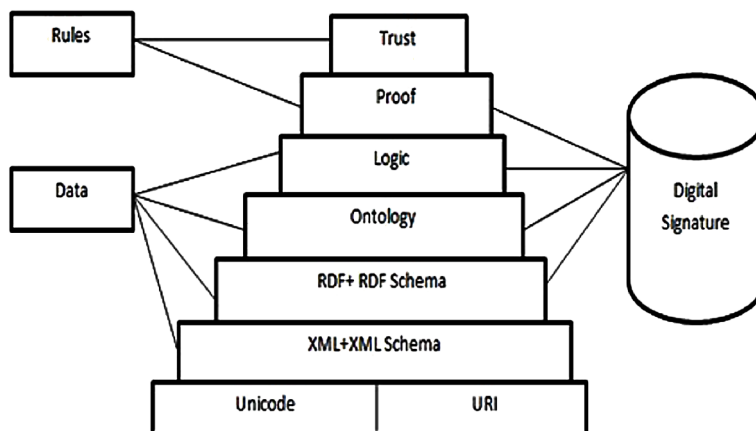 Rules
Trust
Proof
Logic
Data
Ontology
Digital
Signature
RDF+ RDF Schema
XML+XML Schema
Unicode
URI